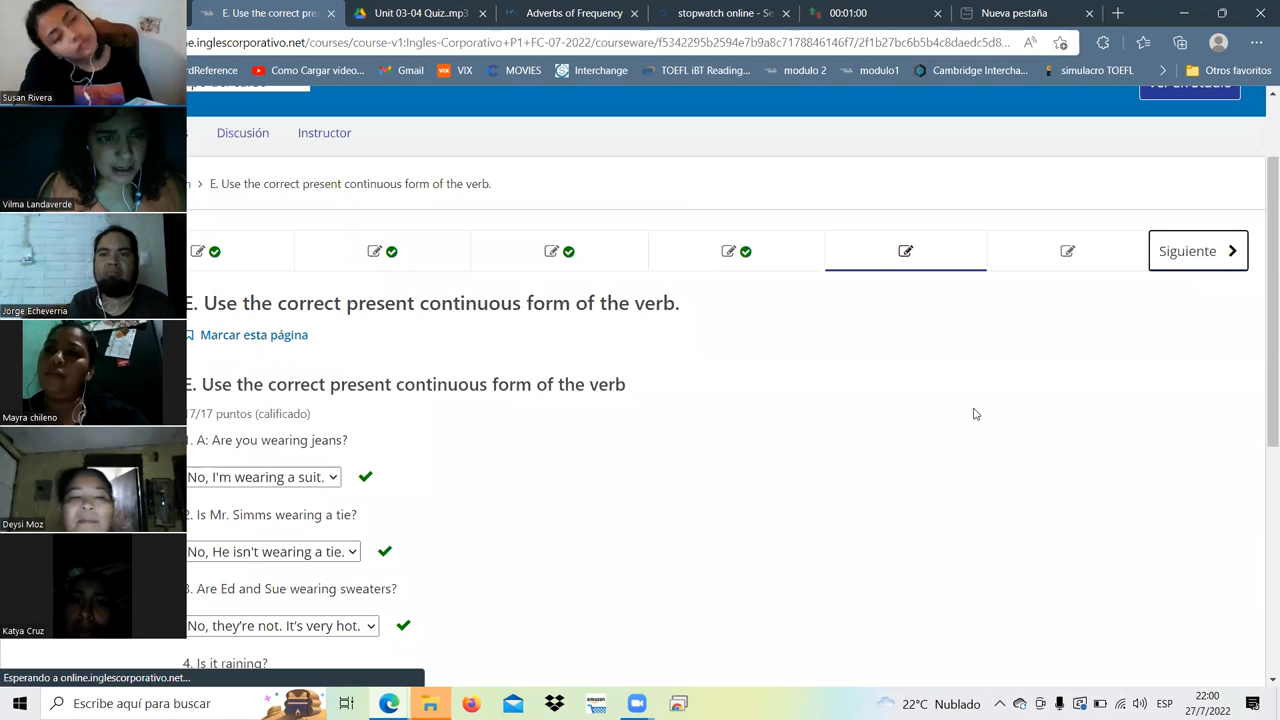 E. Use the correct pres
Unit 03-04 Quiz.mp3
Adverbs of Frequency
stopwatch online - Se
00:01:00
Nueva pestaña
ne.inglescorporativo.net/courses/course-v1:Ingles-Corporativo+P1+FC-07-2022/courseware/f5342295b2594e7b9a8c7178846146f7/2f1b27bc6b5b4c8daedc5d8...
rdReference
Como Cargar video...
Gmail
VIX
MOVIES
Interchange
TOEFL iBT Reading...
modulo 2
modulo1
Cambridge Intercha...
simulacro TOEFL
Otros favoritos
Discusión
Instructor
> E. Use the correct present continuous form of the verb.
Siguiente
E. Use the correct present continuous form of the verb.
Marcar esta página
E. Use the correct present continuous form of the verb
17/17 puntos (calificado)
1. A: Are you wearing jeans?
No, I'm wearing a suit.
2. Is Mr. Simms wearing a tie?
No, He isn't wearing a tie.
3. Are Ed and Sue wearing sweaters?
No, they're not. It's very hot.
4. Is it raining?
Susan Rivera
Vilma Landaverde
Jorge Echeverria
Mayra chileno
Deysi Moz
Katya Cruz
Esperando a online.inglescorporativo.net...
Escribe aquí para buscar
amazon
22°C Nublado
ESP
22:00
27/7/2022